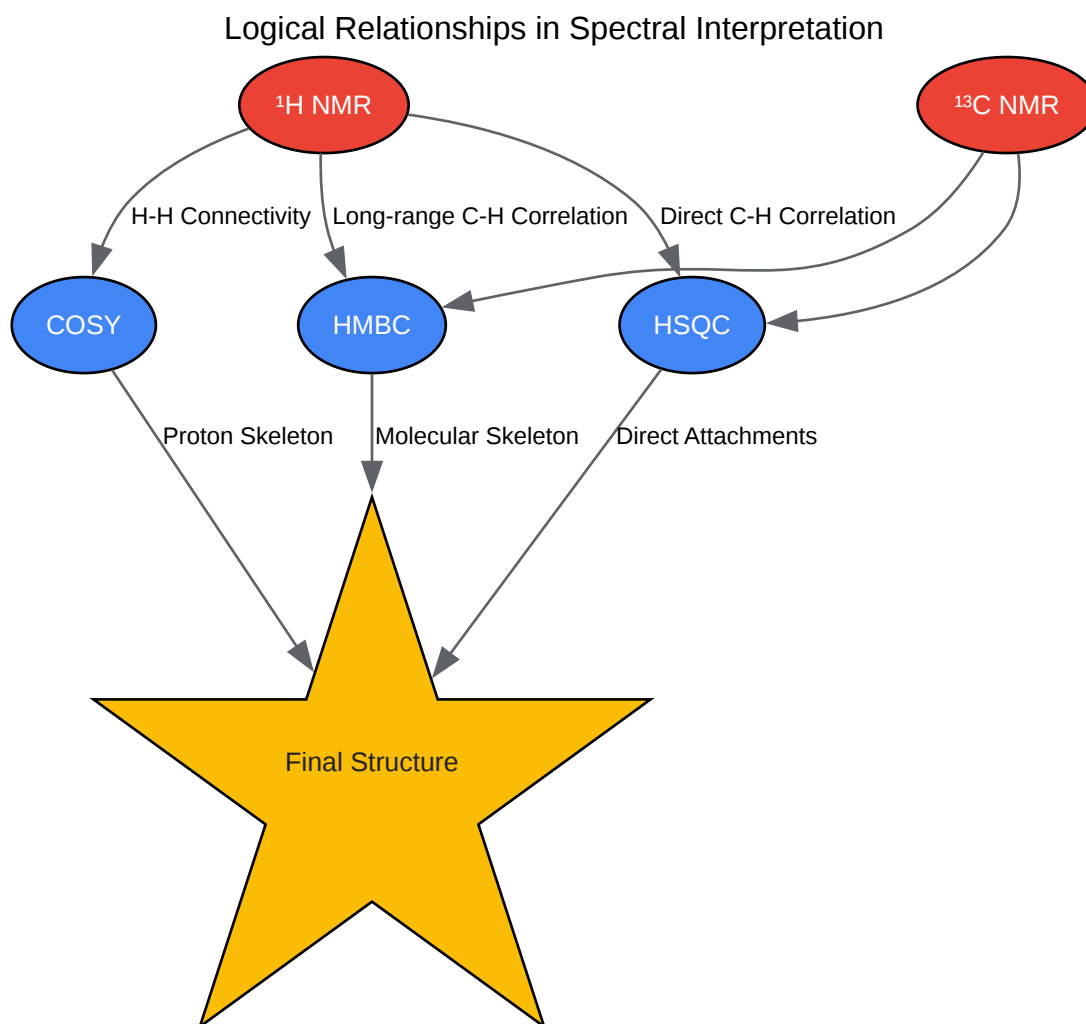 Logical Relationships in Spectral Interpretation
¹H NMR
¹³C NMR
H-H Connectivity
Long-range C-H Correlation
Direct C-H Correlation
COSY
HMBC
HSQC
Proton Skeleton
Molecular Skeleton
Direct Attachments
Final Structure